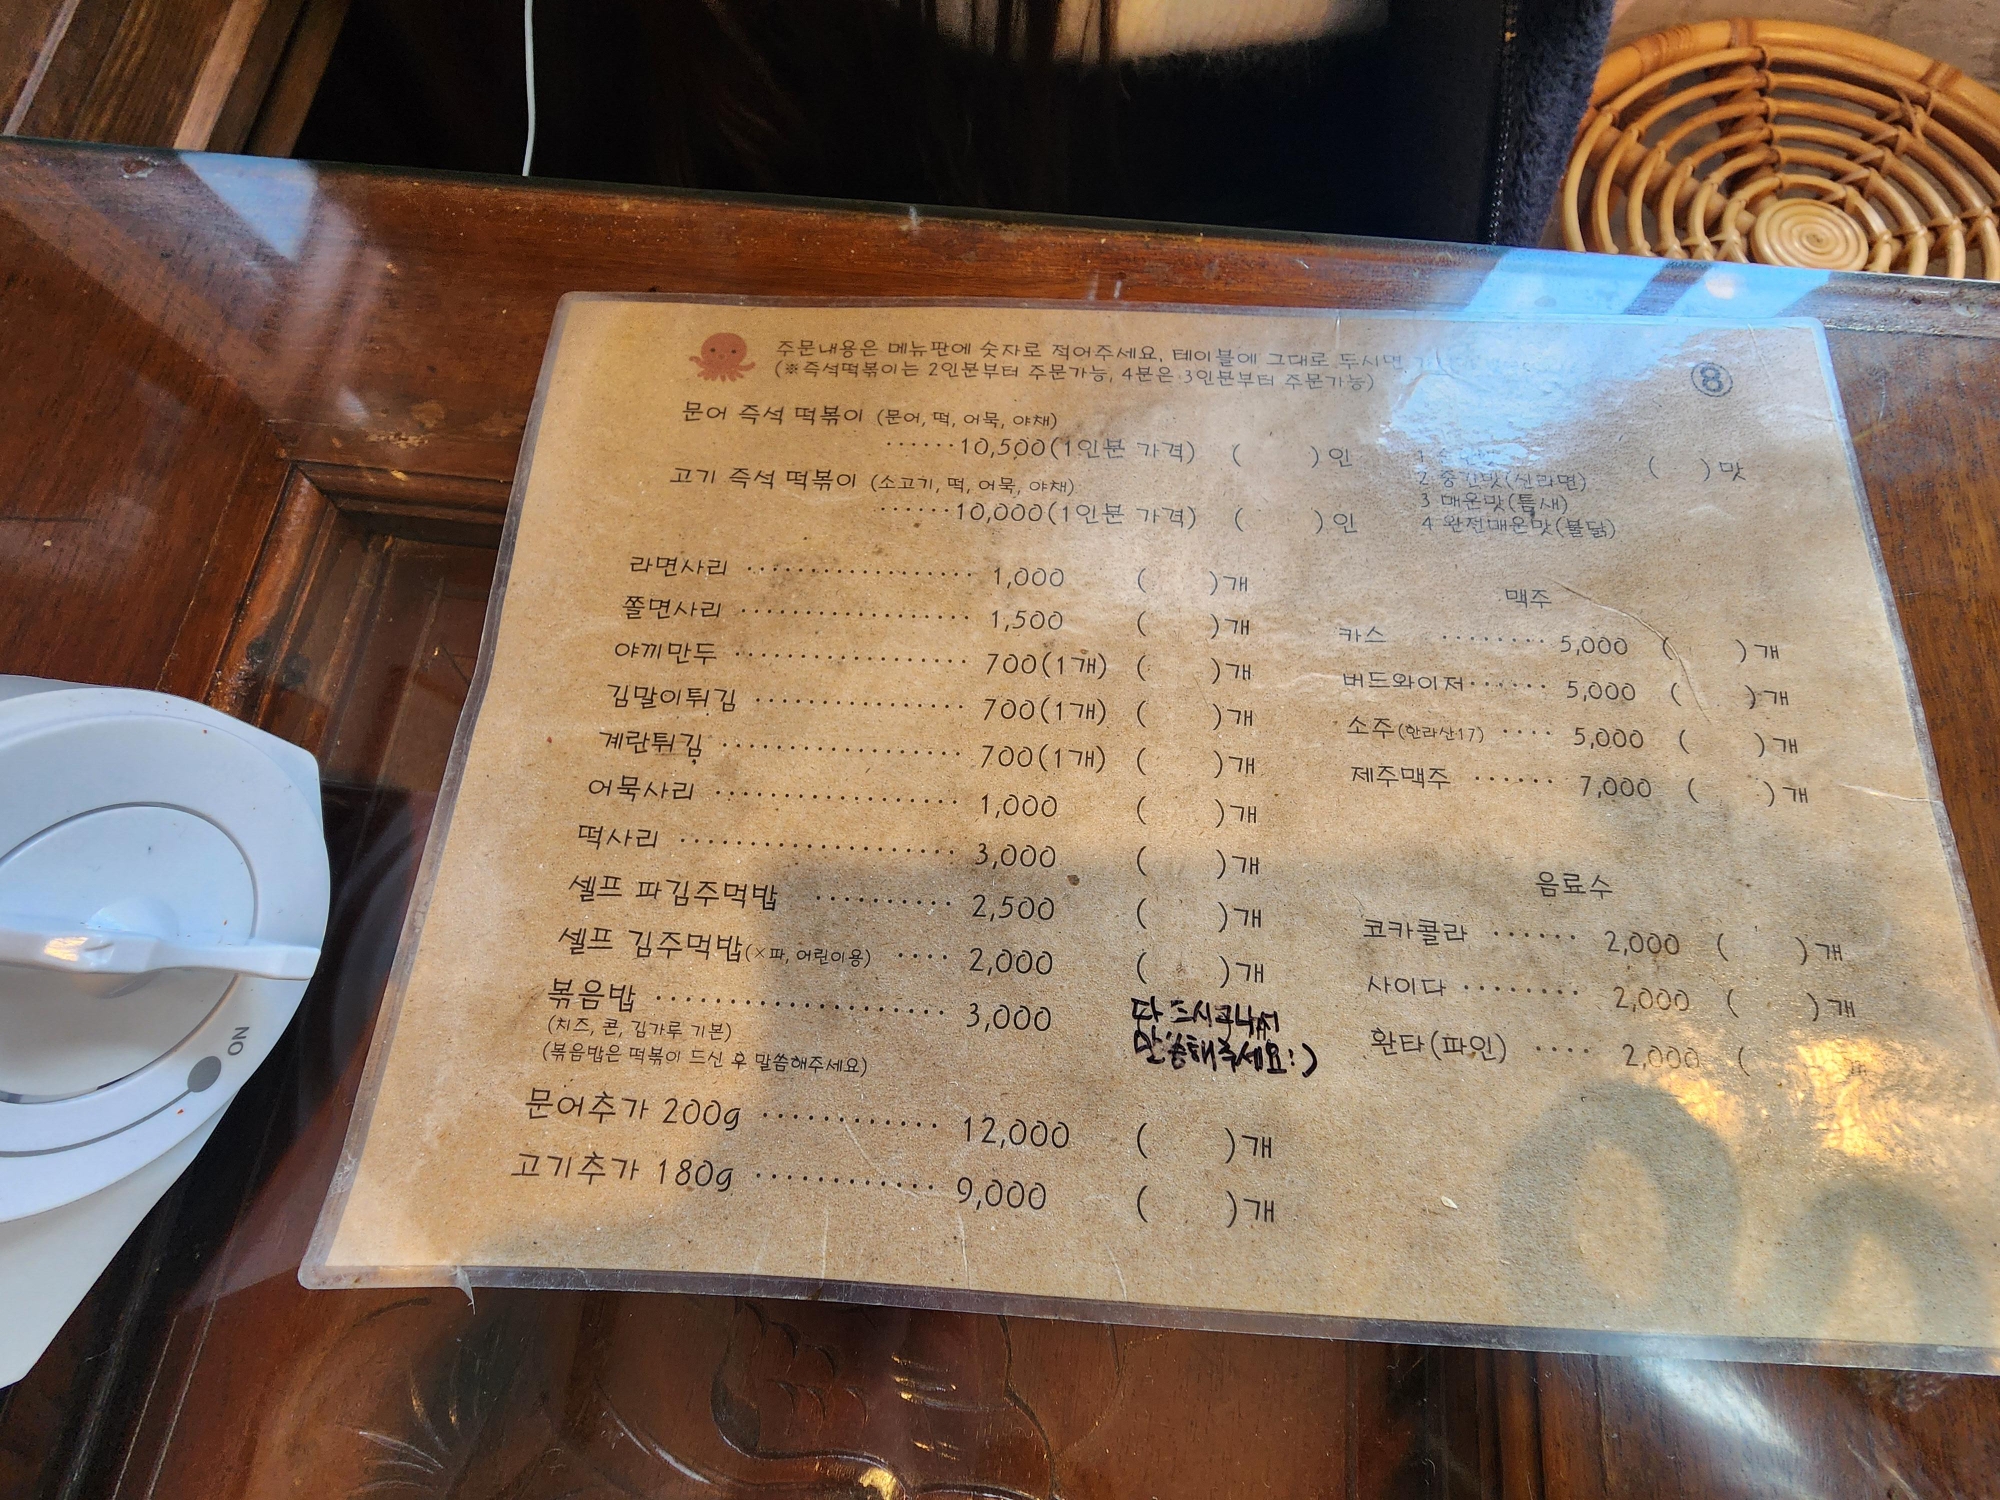 주문내용은 메뉴판에 숫자로 적어주세요, 테이블에 그대로 두시면
(※즉석떡볶이는 2인분부터 주문가능, 4분은 3인분부터 주문가능)
⑧
문어 즉석 떡볶이 (문어, 떡, 어묵, 야채)
······10,500(1인분 가격) ( )인
고기 즉석 떡볶이 (소고기, 떡, 어묵, 야채)
·······10,000(1인분 가격) ( )인
1
2 중간맛(신라면) ( )맛
3 매운맛(틈새)
4 완전매운맛(불닭)
라면사리 ·················· 1,000 ( )개
쫄면사리 ·················· 1,500 ( )개
야끼만두 ·················· 700(1개) ( )개
김말이튀김 ················· 700(1개) ( )개
계란튀김 ··················· 700(1개) ( )개
어묵사리 ··················· 1,000 ( )개
떡사리 ····················· 3,000 ( )개
셀프 파김주먹밥 ·········· 2,500 ( )개
셀프 김주먹밥(×파, 어린이용) ···· 2,000 ( )개
볶음밥 ······················ 3,000 다 드시고나서
말씀해주세요:)
(치즈, 콘, 김가루 기본)
(볶음밥은 떡볶이 드신 후 말씀해주세요)
문어추가 200g ············ 12,000 ( )개
고기추가 180g ············ 9,000 ( )개
맥주
카스 ········ 5,000 ( )개
버드와이저······ 5,000 ( )개
소주(한라산17) ···· 5,000 ( )개
제주맥주 ······ 7,000 ( )개
음료수
코카콜라 ······ 2,000 ( )개
사이다 ········ 2,000 ( )개
환타(파인) ···· 2,000 (
ON